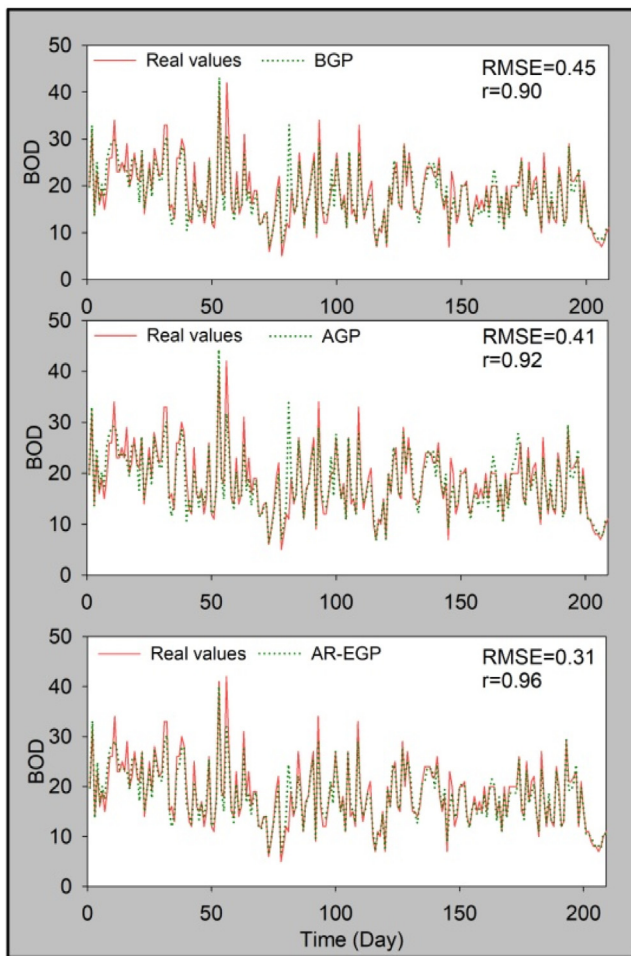 50
40
30
20
10
0
BOD
Real values BGP
RMSE=0.45
r=0.90
0 50 100 150 200
50
40
30
20
10
0
BOD
Real values AGP
RMSE=0.41
r=0.92
0 50 100 150 200
50
40
30
20
10
0
BOD
Real values AR-EGP
RMSE=0.31
r=0.96
0 50 100 150 200
Time (Day)